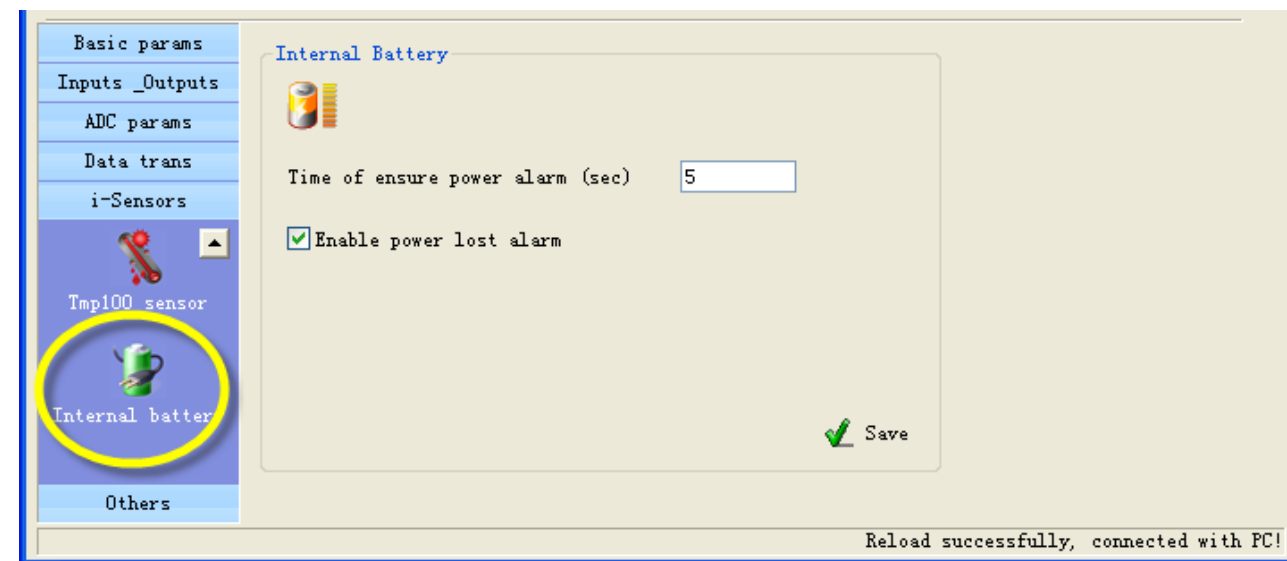 Basic params
Inputs _Outputs
ADC params
Data trans
i-Sensors
Tmp100 sensor
Internal batter
Others
Internal Battery
Time of ensure power alarm (sec) 5
Enable power lost alarm
Save
Reload successfully, connected with PC!